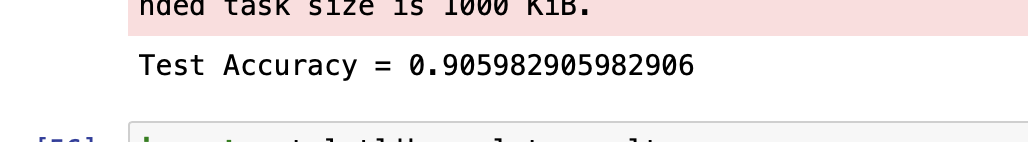 nded task size is 1000 KiB.
Test Accuracy = 0.905982905982906